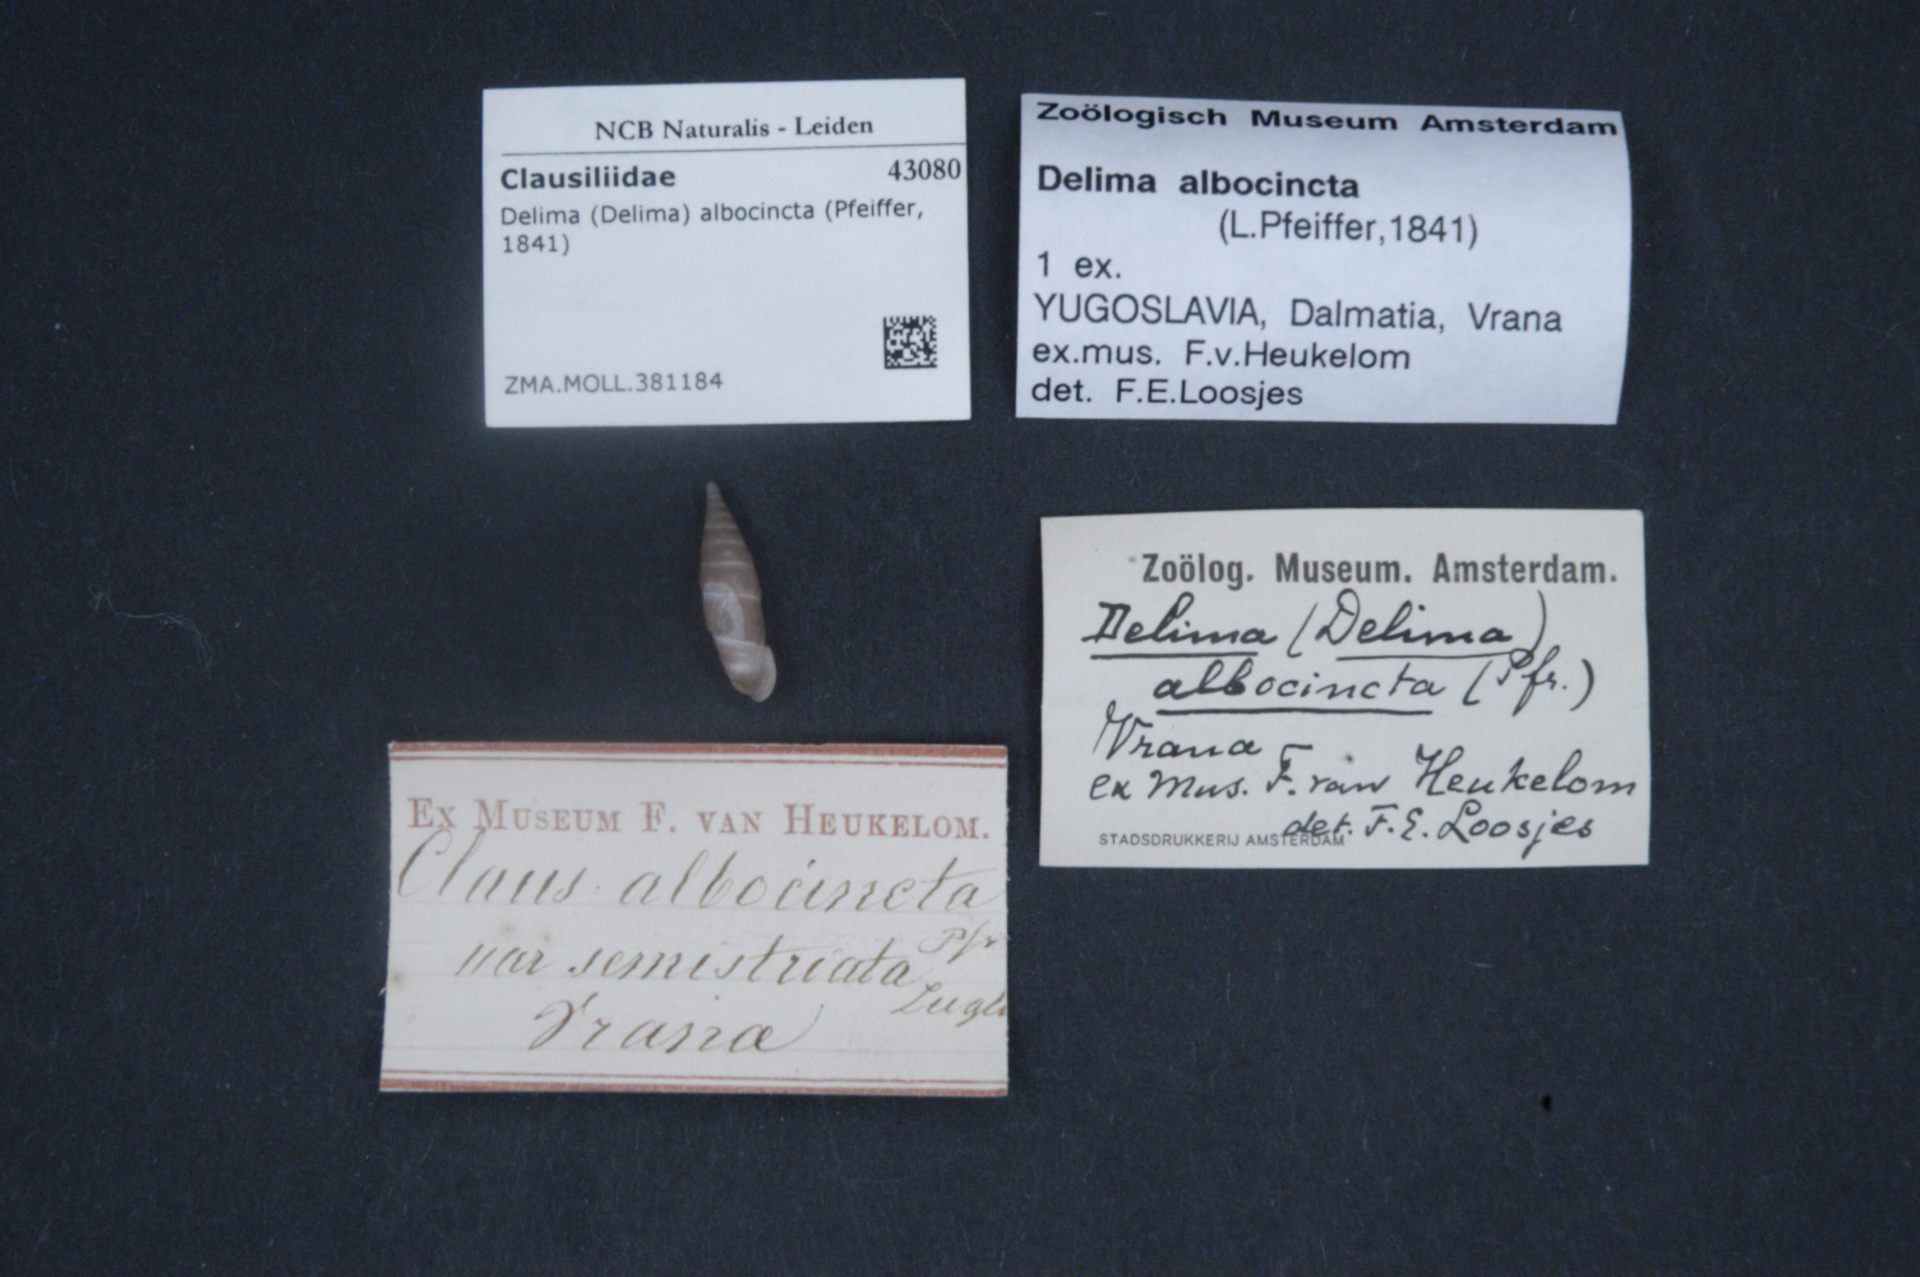 NCB Naturalis - Leiden
Clausiliidae 43080
Delima (Delima) albocincta (Pfeiffer,
1841)
ZMA.MOLL.381184
Zoölogisch Museum Amsterdam
Delima albocincta
(L.Pfeiffer,1841)
1 ex.
YUGOSLAVIA, Dalmatia, Vrana
ex.mus. F.v.Heukelom
det. F.E.Loosjes
Zoölog. Museum. Amsterdam.
Delima (Delima)
albocincta (Pfr.)
Vrana
ex Mus. F. van Heukelom
det. F.E. Loosjes
STADSDRUKKERIJ AMSTERDAM
Ex Museum F. van Heukelom.
Claus: albocincta
Pfr
var semistriata
Vrana